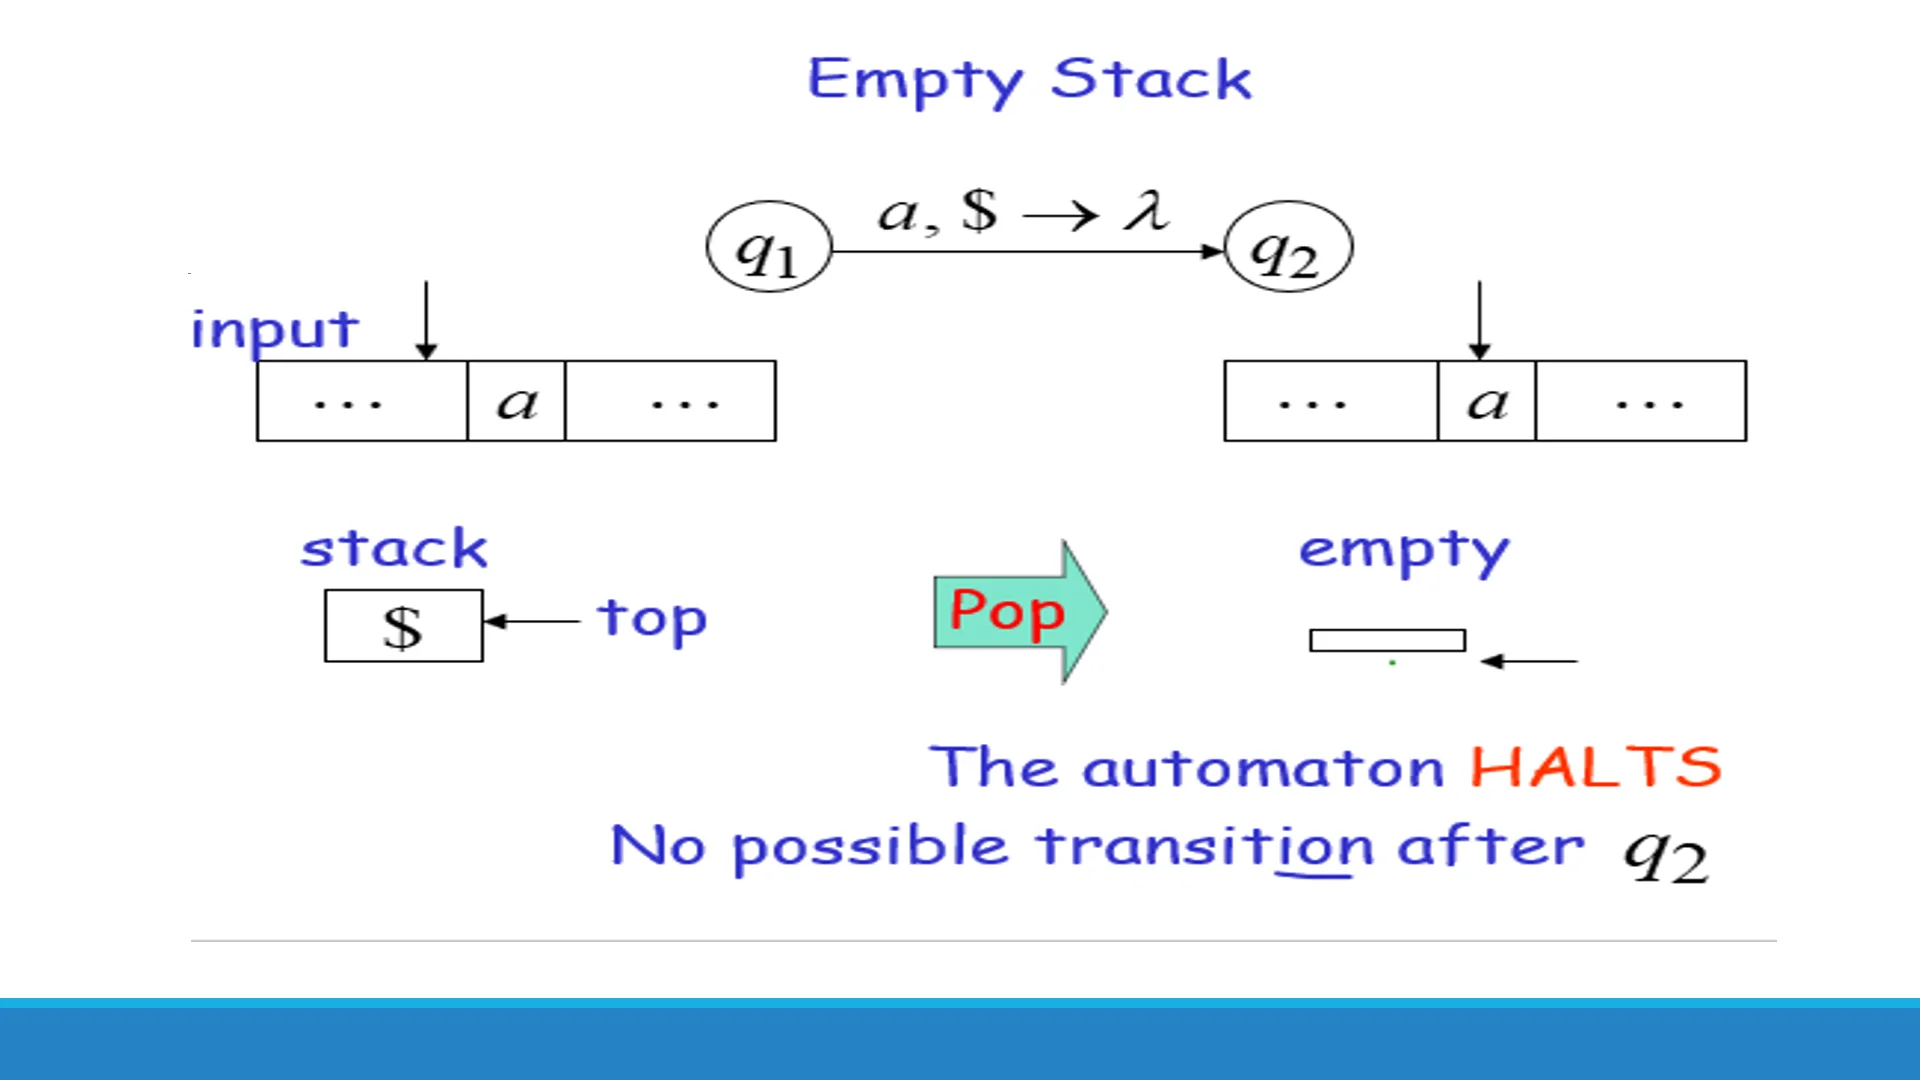 Empty Stack
a, $ → λ
q1 q2
input
... a ... ... a ...
stack empty
$ top Pop
The automaton HALTS
No possible transition after q2